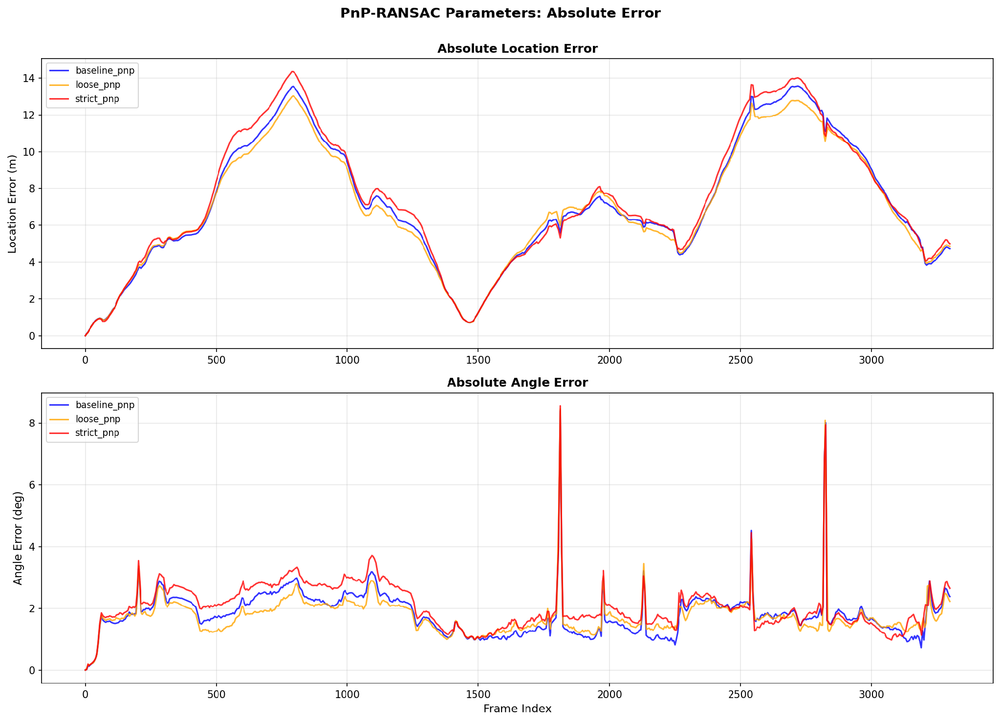 PnP-RANSAC Parameters: Absolute Error
Absolute Location Error
baseline_pnp
loose_pnp
strict_pnp
Location Error (m)
14
12
10
8
6
4
2
0
0 500 1000 1500 2000 2500 3000
Absolute Angle Error
baseline_pnp
loose_pnp
strict_pnp
Angle Error (deg)
8
6
4
2
0
0 500 1000 1500 2000 2500 3000
Frame Index